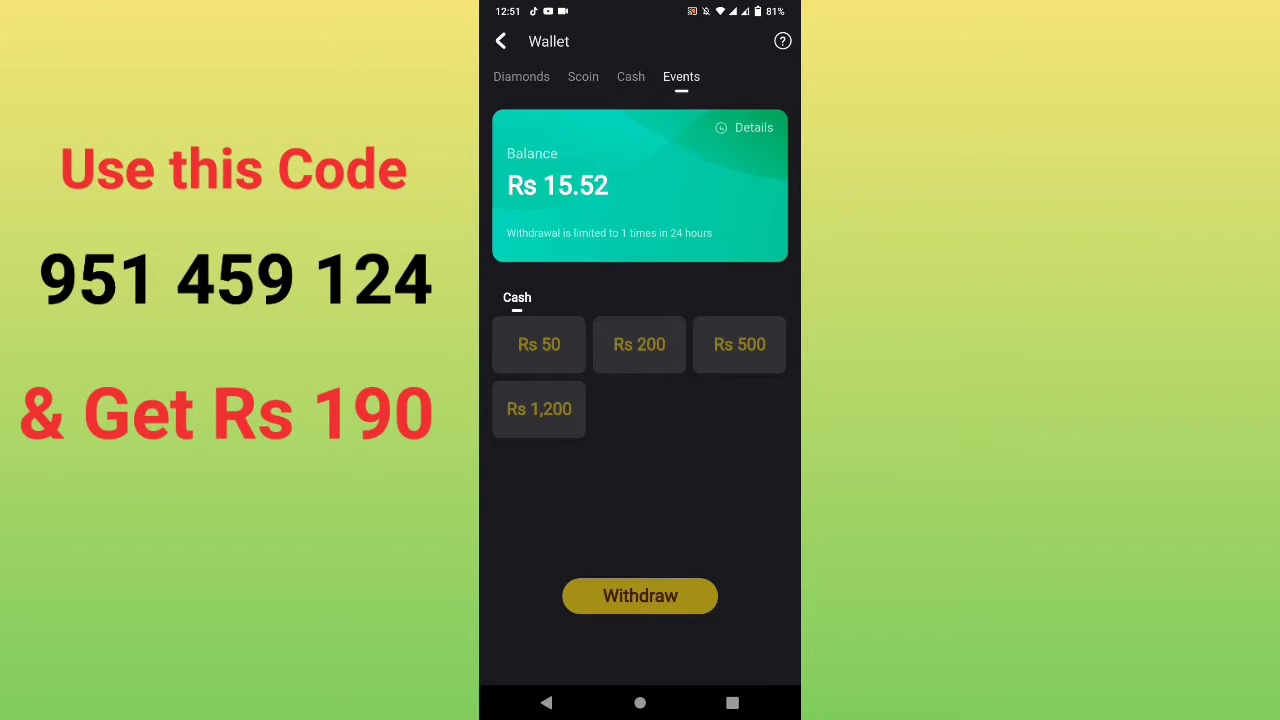 Use this Code
951 459 124
& Get Rs 190
12:51
81%
Wallet
Diamonds Scoin Cash Events
Details
Balance
Rs 15.52
Withdrawal is limited to 1 times in 24 hours
Cash
Rs 50 Rs 200 Rs 500
Rs 1,200
Withdraw